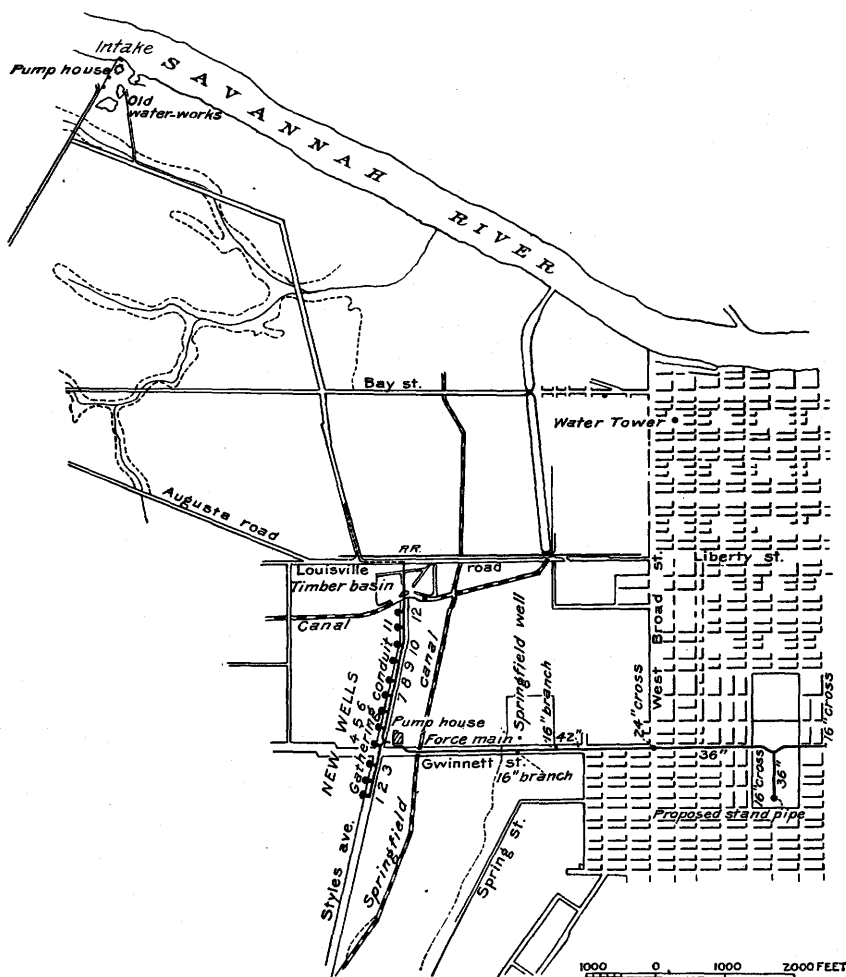 Intake
Pump house
Old
water-works
SAVANNAH RIVER
Bay st.
Water Tower
Augusta road
R.R.
Louisville road
Liberty st.
Timber basin
Canal
West Broad st.
NEW WELLS
Gathering conduit
1 2 3
4 5 6
7 8 9 10
11
12
canal
Springfield well
16" branch
24" cross
Pump house
Force main
42"
36"
16" cross
Gwinnett st.
16" branch
16" cross
36"
Proposed stand pipe
Styles ave.
Springfield
Spring st.
1000 0 1000 2000 FEET